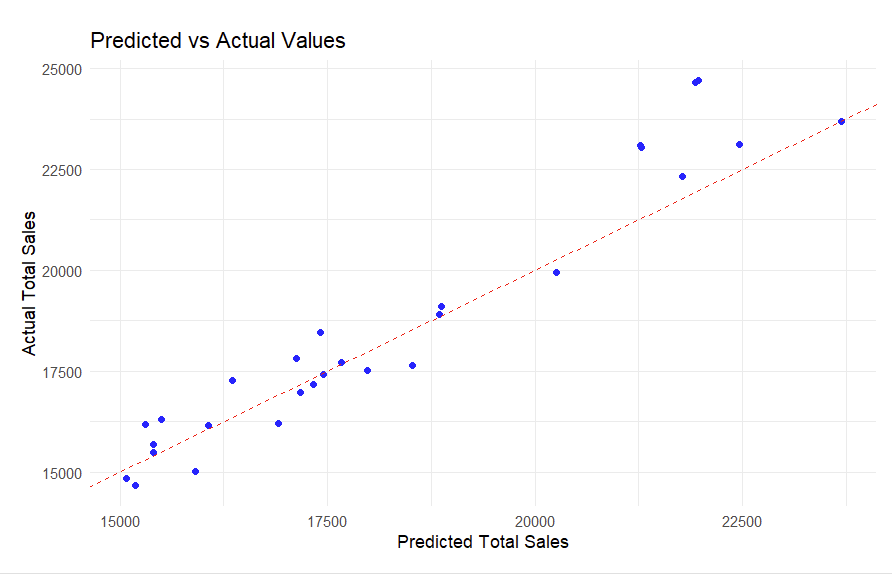 Predicted vs Actual Values
25000
22500
20000
17500
15000
Actual Total Sales
15000 17500 20000 22500
Predicted Total Sales